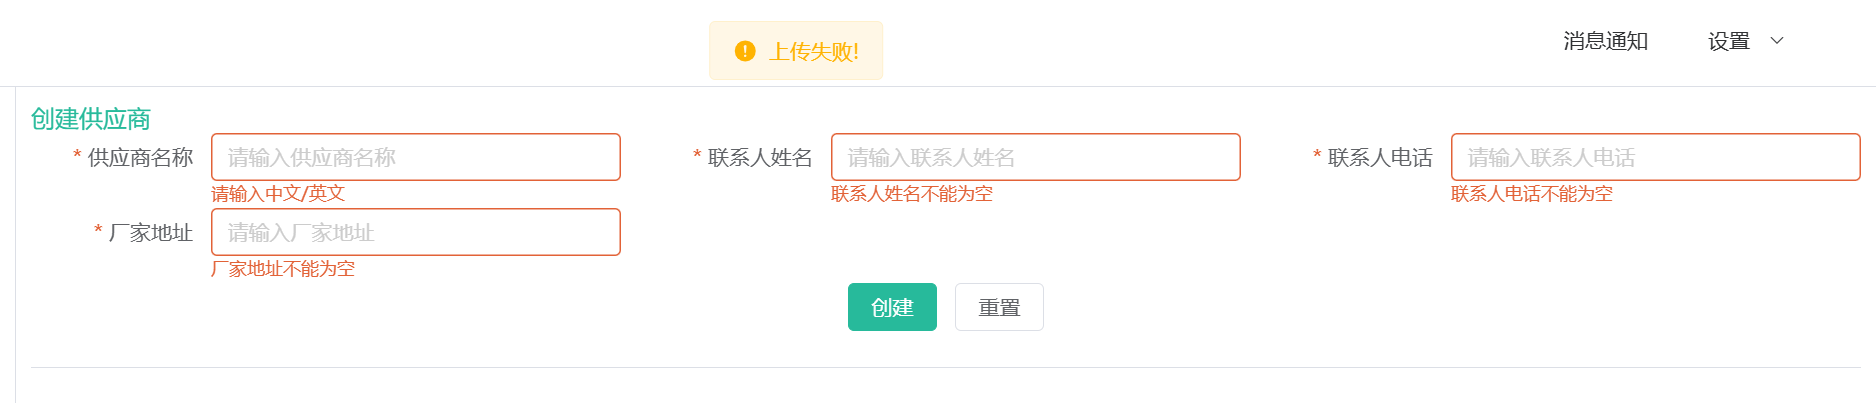 上传失败!
消息通知 设置
创建供应商
* 供应商名称 请输入供应商名称 * 联系人姓名 请输入联系人姓名 * 联系人电话 请输入联系人电话
请输入中文/英文 联系人姓名不能为空 联系人电话不能为空
* 厂家地址 请输入厂家地址
厂家地址不能为空
创建 重置